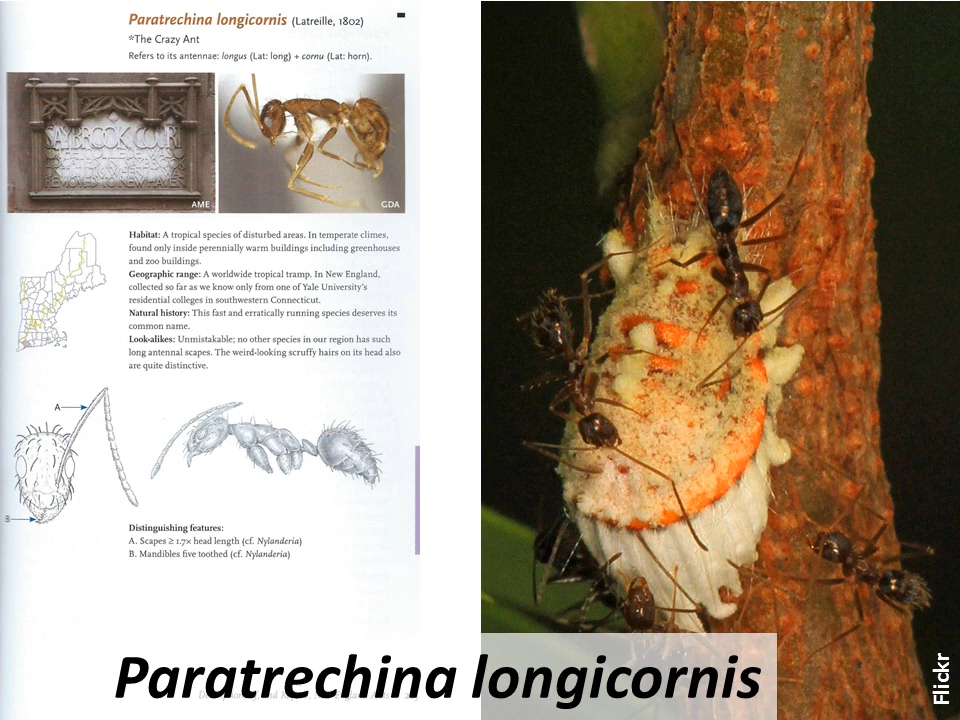 Paratrechina longicornis (Latreille, 1802)
*The Crazy Ant
Refers to its antennae: longus (Lat: long) + cornu (Lat: horn).
SAYBROOK COURT
REMOVED TO NEW HAVEN
AME
GDA
Habitat: A tropical species of disturbed areas. In temperate climes,
found only inside perennially warm buildings including greenhouses
and zoo buildings.
Geographic range: A worldwide tropical tramp. In New England,
collected so far as we know only from one of Yale University's
residential colleges in southwestern Connecticut.
Natural history: This fast and erratically running species deserves its
common name.
Look-alikes: Unmistakable; no other species in our region has such
long antennal scapes. The weird-looking scruffy hairs on its head also
are quite distinctive.
A
B
Distinguishing features:
A. Scapes ≥ 1.7× head length (cf. Nylanderia)
B. Mandibles five toothed (cf. Nylanderia)
Paratrechina longicornis
Flickr